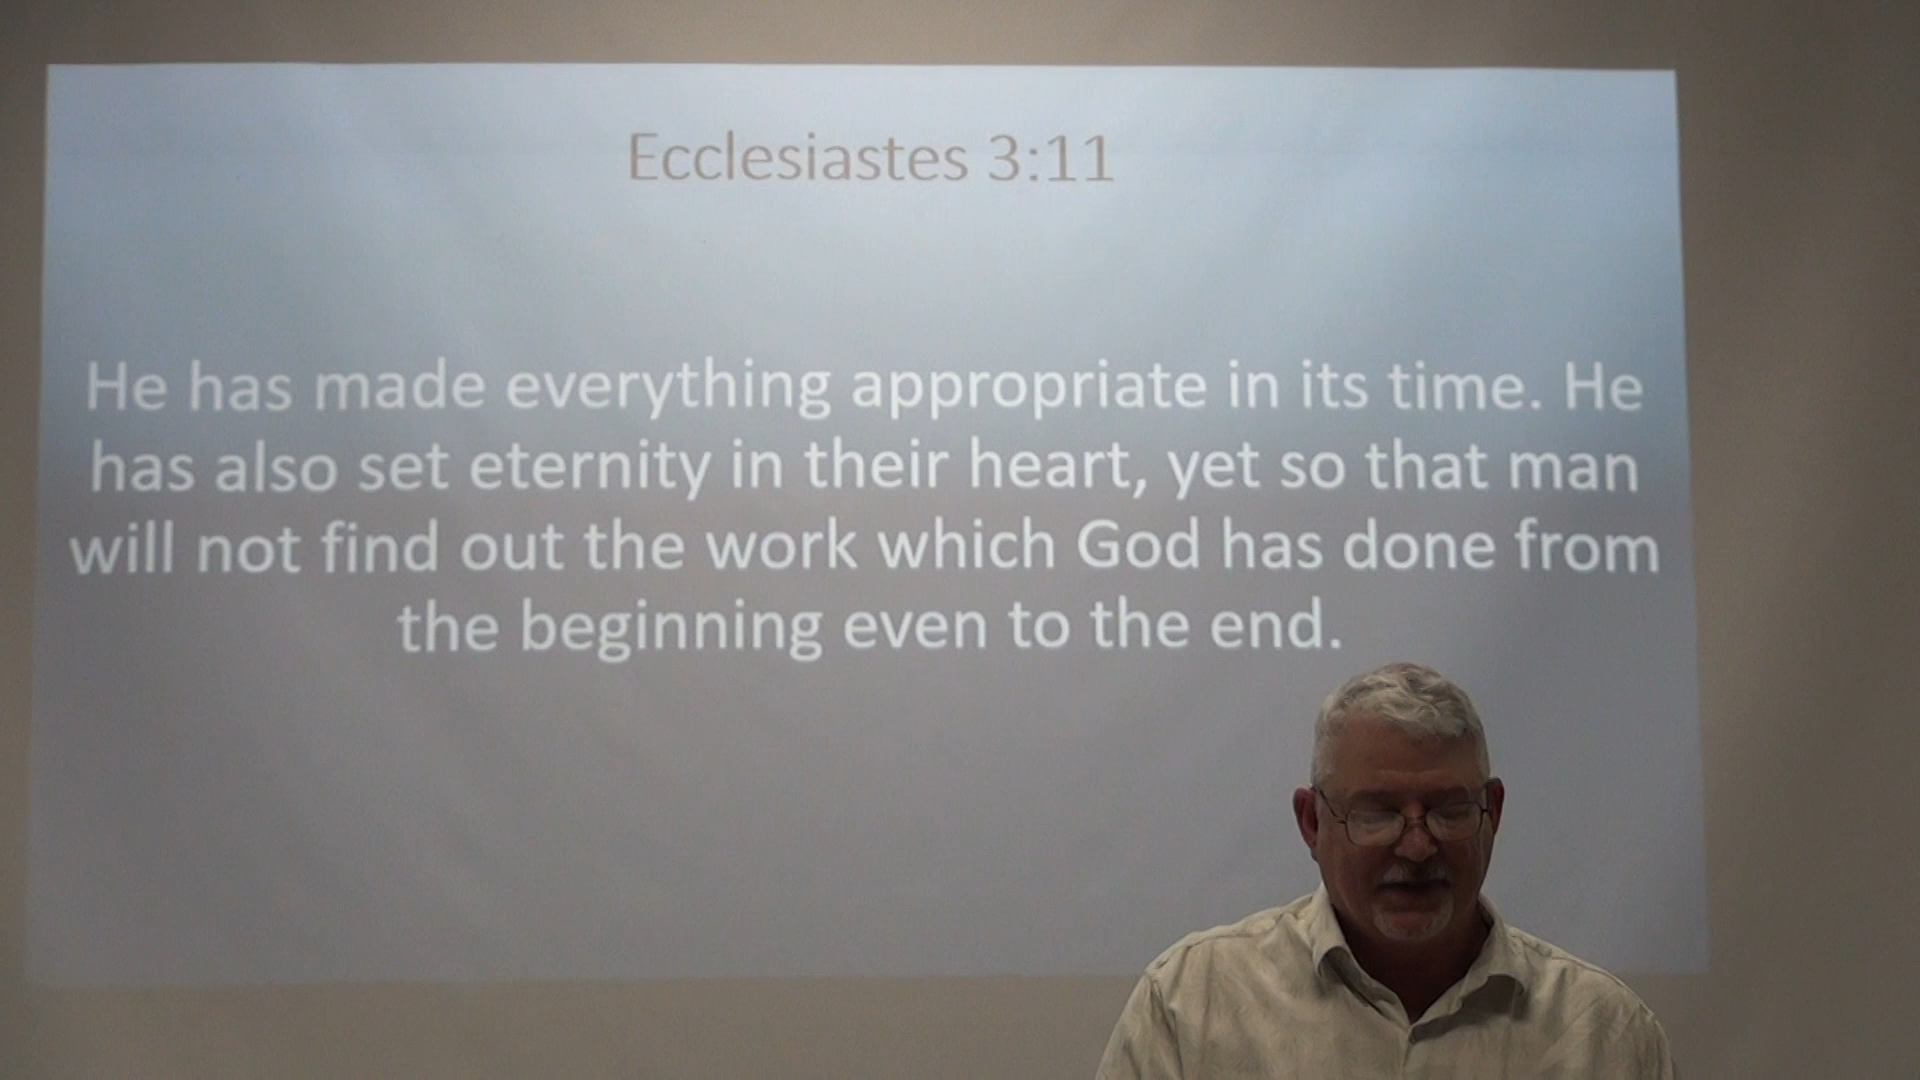 Ecclesiastes 3:11
He has made everything appropriate in its time. He
has also set eternity in their heart, yet so that man
will not find out the work which God has done from
the beginning even to the end.